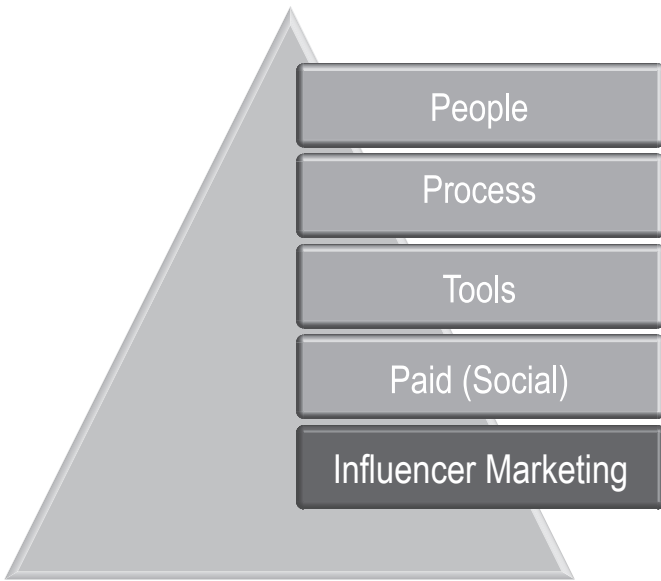 People
Process
Tools
Paid (Social)
Influencer Marketing